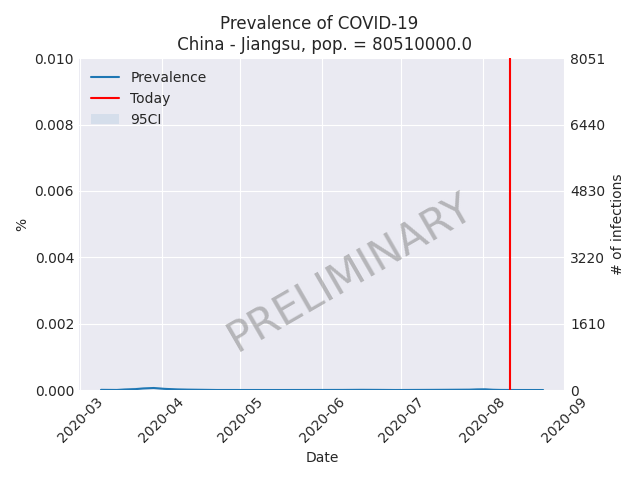 Prevalence of COVID-19
China - Jiangsu, pop. = 80510000.0
0.010
0.008
0.006
0.004
0.002
0.000
%
Prevalence
Today
95CI
PRELIMINARY
8051
6440
4830
3220
1610
0
# of infections
2020-03
2020-04
2020-05
2020-06
2020-07
2020-08
2020-09
Date